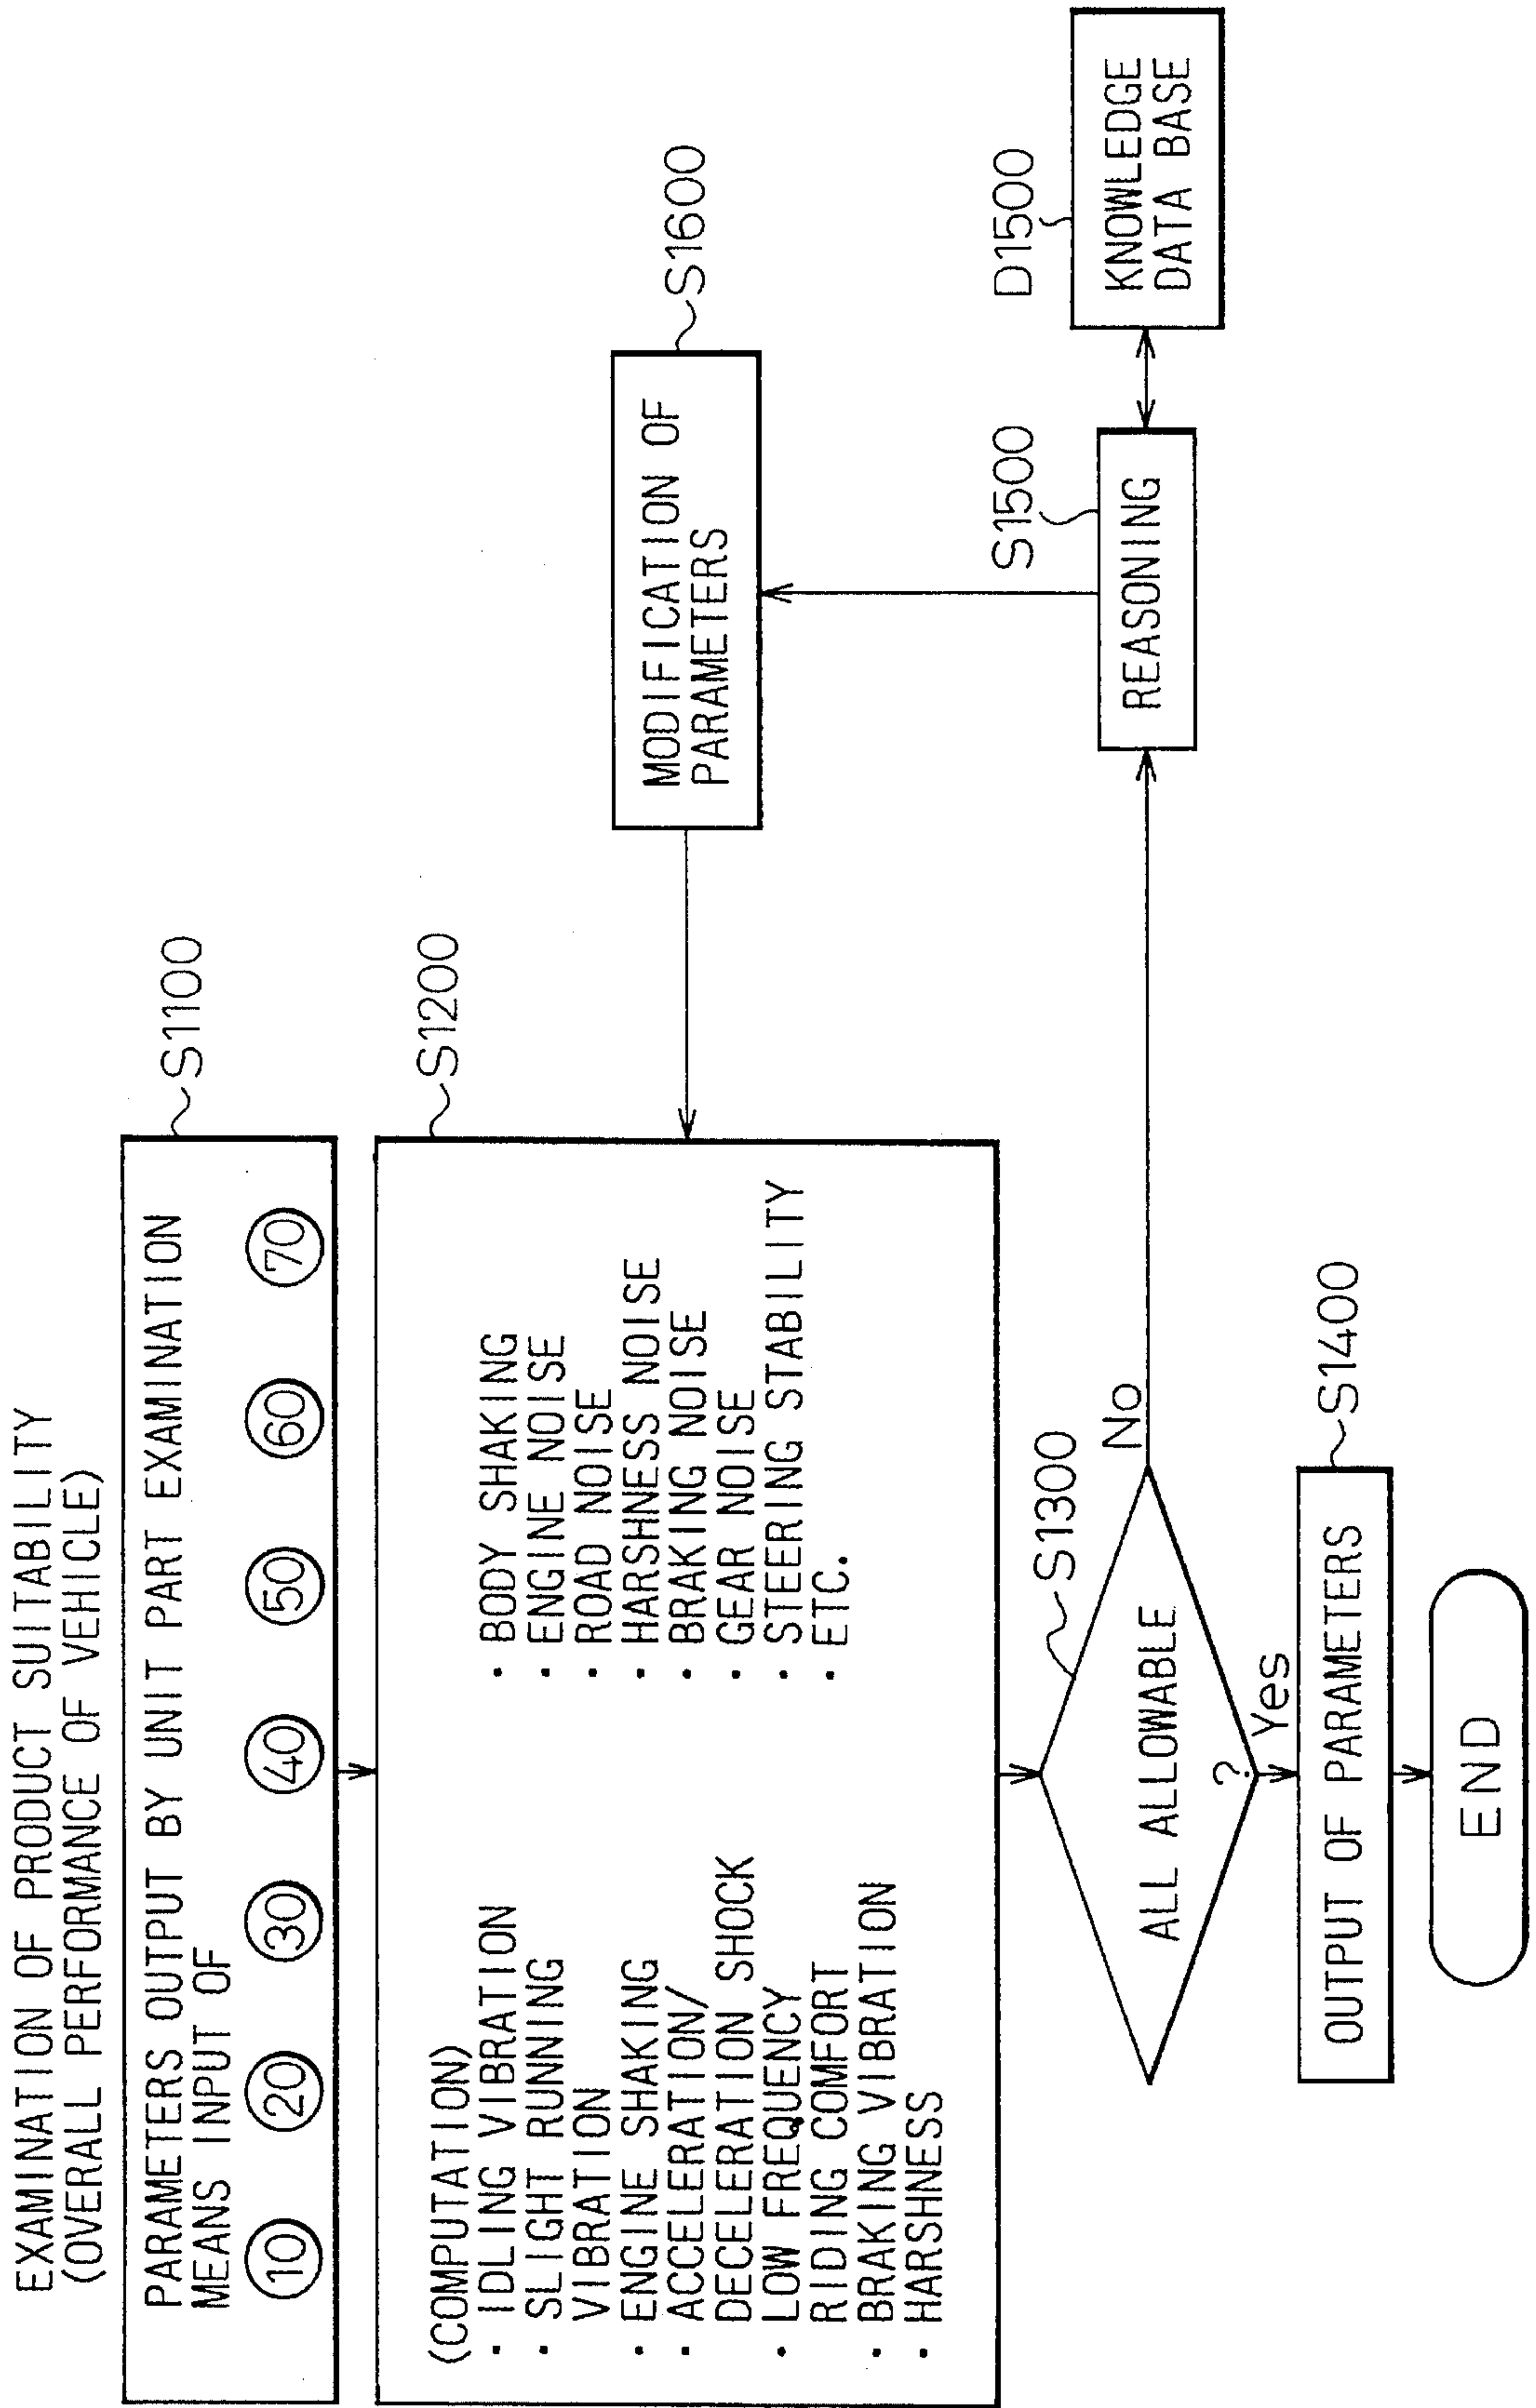 EXAMINATION OF PRODUCT SUITABILITY
(OVERALL PERFORMANCE OF VEHICLE)
S1100
PARAMETERS OUTPUT BY UNIT PART EXAMINATION
MEANS INPUT OF
10 20 30 40 50 60 70
S1200
(COMPUTATION)
· IDLING VIBRATION
· SLIGHT RUNNING
VIBRATION
· ENGINE SHAKING
· ACCELERATION/
DECELERATION SHOCK
· LOW FREQUENCY
RIDING COMFORT
· BRAKING VIBRATION
· HARSHNESS
· BODY SHAKING
· ENGINE NOISE
· ROAD NOISE
· HARSHNESS NOISE
· BRAKING NOISE
· GEAR NOISE
· STEERING STABILITY
· ETC.
S1600
MODIFICATION OF
PARAMETERS
S1300
ALL ALLOWABLE
?
No
Yes
S1500
REASONING
D1500
KNOWLEDGE
DATA BASE
S1400
OUTPUT OF PARAMETERS
END